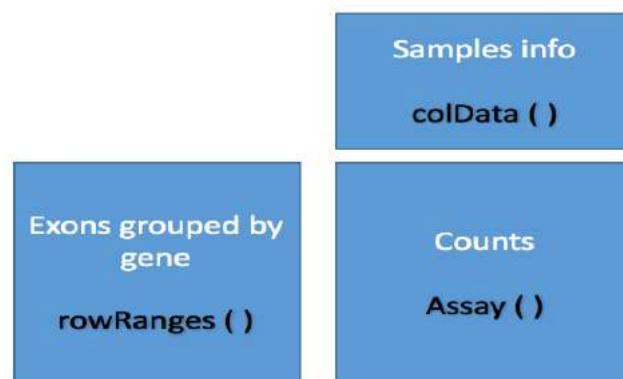 Samples info
colData ( )
Exons grouped by
gene
rowRanges ( )
Counts
Assay ( )